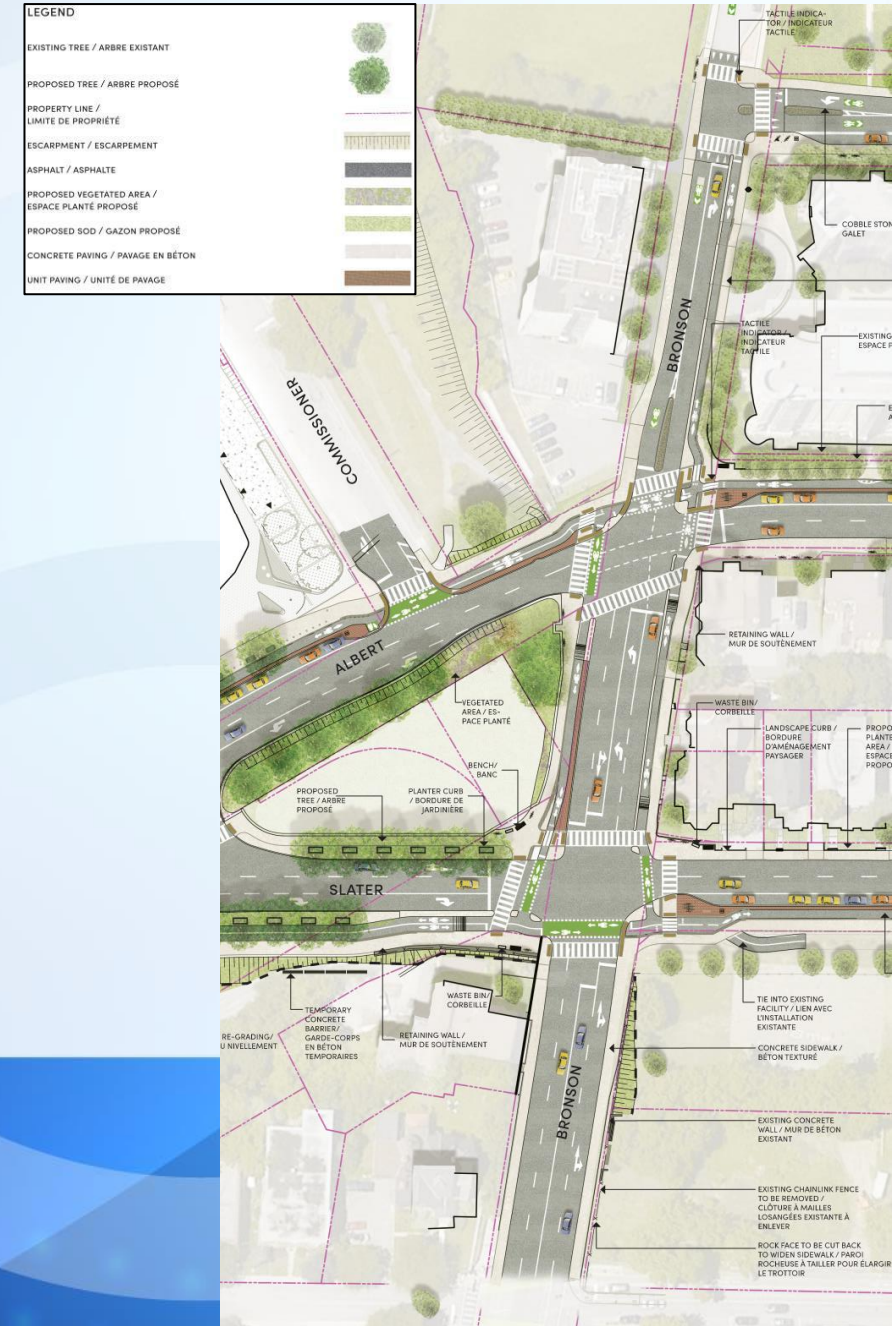 LEGEND
EXISTING TREE / ARBRE EXISTANT
PROPOSED TREE / ARBRE PROPOSÉ
PROPERTY LINE /
LIMITE DE PROPRIÉTÉ
ESCARPMENT / ESCARPEMENT
ASPHALT / ASPHALTE
PROPOSED VEGETATED AREA /
ESPACE PLANTÉ PROPOSÉ
PROPOSED SOD / GAZON PROPOSÉ
CONCRETE PAVING / PAVAGE EN BÉTON
UNIT PAVING / UNITÉ DE PAVAGE
TACTILE INDICA-
TOR / INDICATEUR
TACTILE
COBBLE STON
GALET
BRONSON
TACTILE
INDICATOR /
INDICATEUR
TACTILE
EXISTING
ESPACE P
E
A
COMMISSIONER
ALBERT
RETAINING WALL /
MUR DE SOUTÈNEMENT
VEGETATED
AREA / ES-
PACE PLANTÉ
WASTE BIN/
CORBEILLE
LANDSCAPE CURB /
BORDURE
D'AMÉNAGEMENT
PAYSAGER
PROPO
PLANTE
AREA /
ESPACE
PROPO
BENCH/
BANC
PROPOSED
TREE / ARBRE
PROPOSÉ
PLANTER CURB
/ BORDURE DE
JARDINIÈRE
SLATER
WASTE BIN/
CORBEILLE
TEMPORARY
CONCRETE
BARRIER/
GARDE-CORPS
EN BÉTON
TEMPORAIRES
RE-GRADING/
U NIVELLEMENT
RETAINING WALL /
MUR DE SOUTÈNEMENT
TIE INTO EXISTING
FACILITY / LIEN AVEC
L'INSTALLATION
EXISTANTE
CONCRETE SIDEWALK /
BÉTON TEXTURÉ
BRONSON
EXISTING CONCRETE
WALL / MUR DE BÉTON
EXISTANT
EXISTING CHAINLINK FENCE
TO BE REMOVED /
CLÔTURE À MAILLES
LOSANGÉES EXISTANTE À
ENLEVER
ROCK FACE TO BE CUT BACK
TO WIDEN SIDEWALK / PAROI
ROCHEUSE À TAILLER POUR ÉLARGIR
LE TROTTOIR